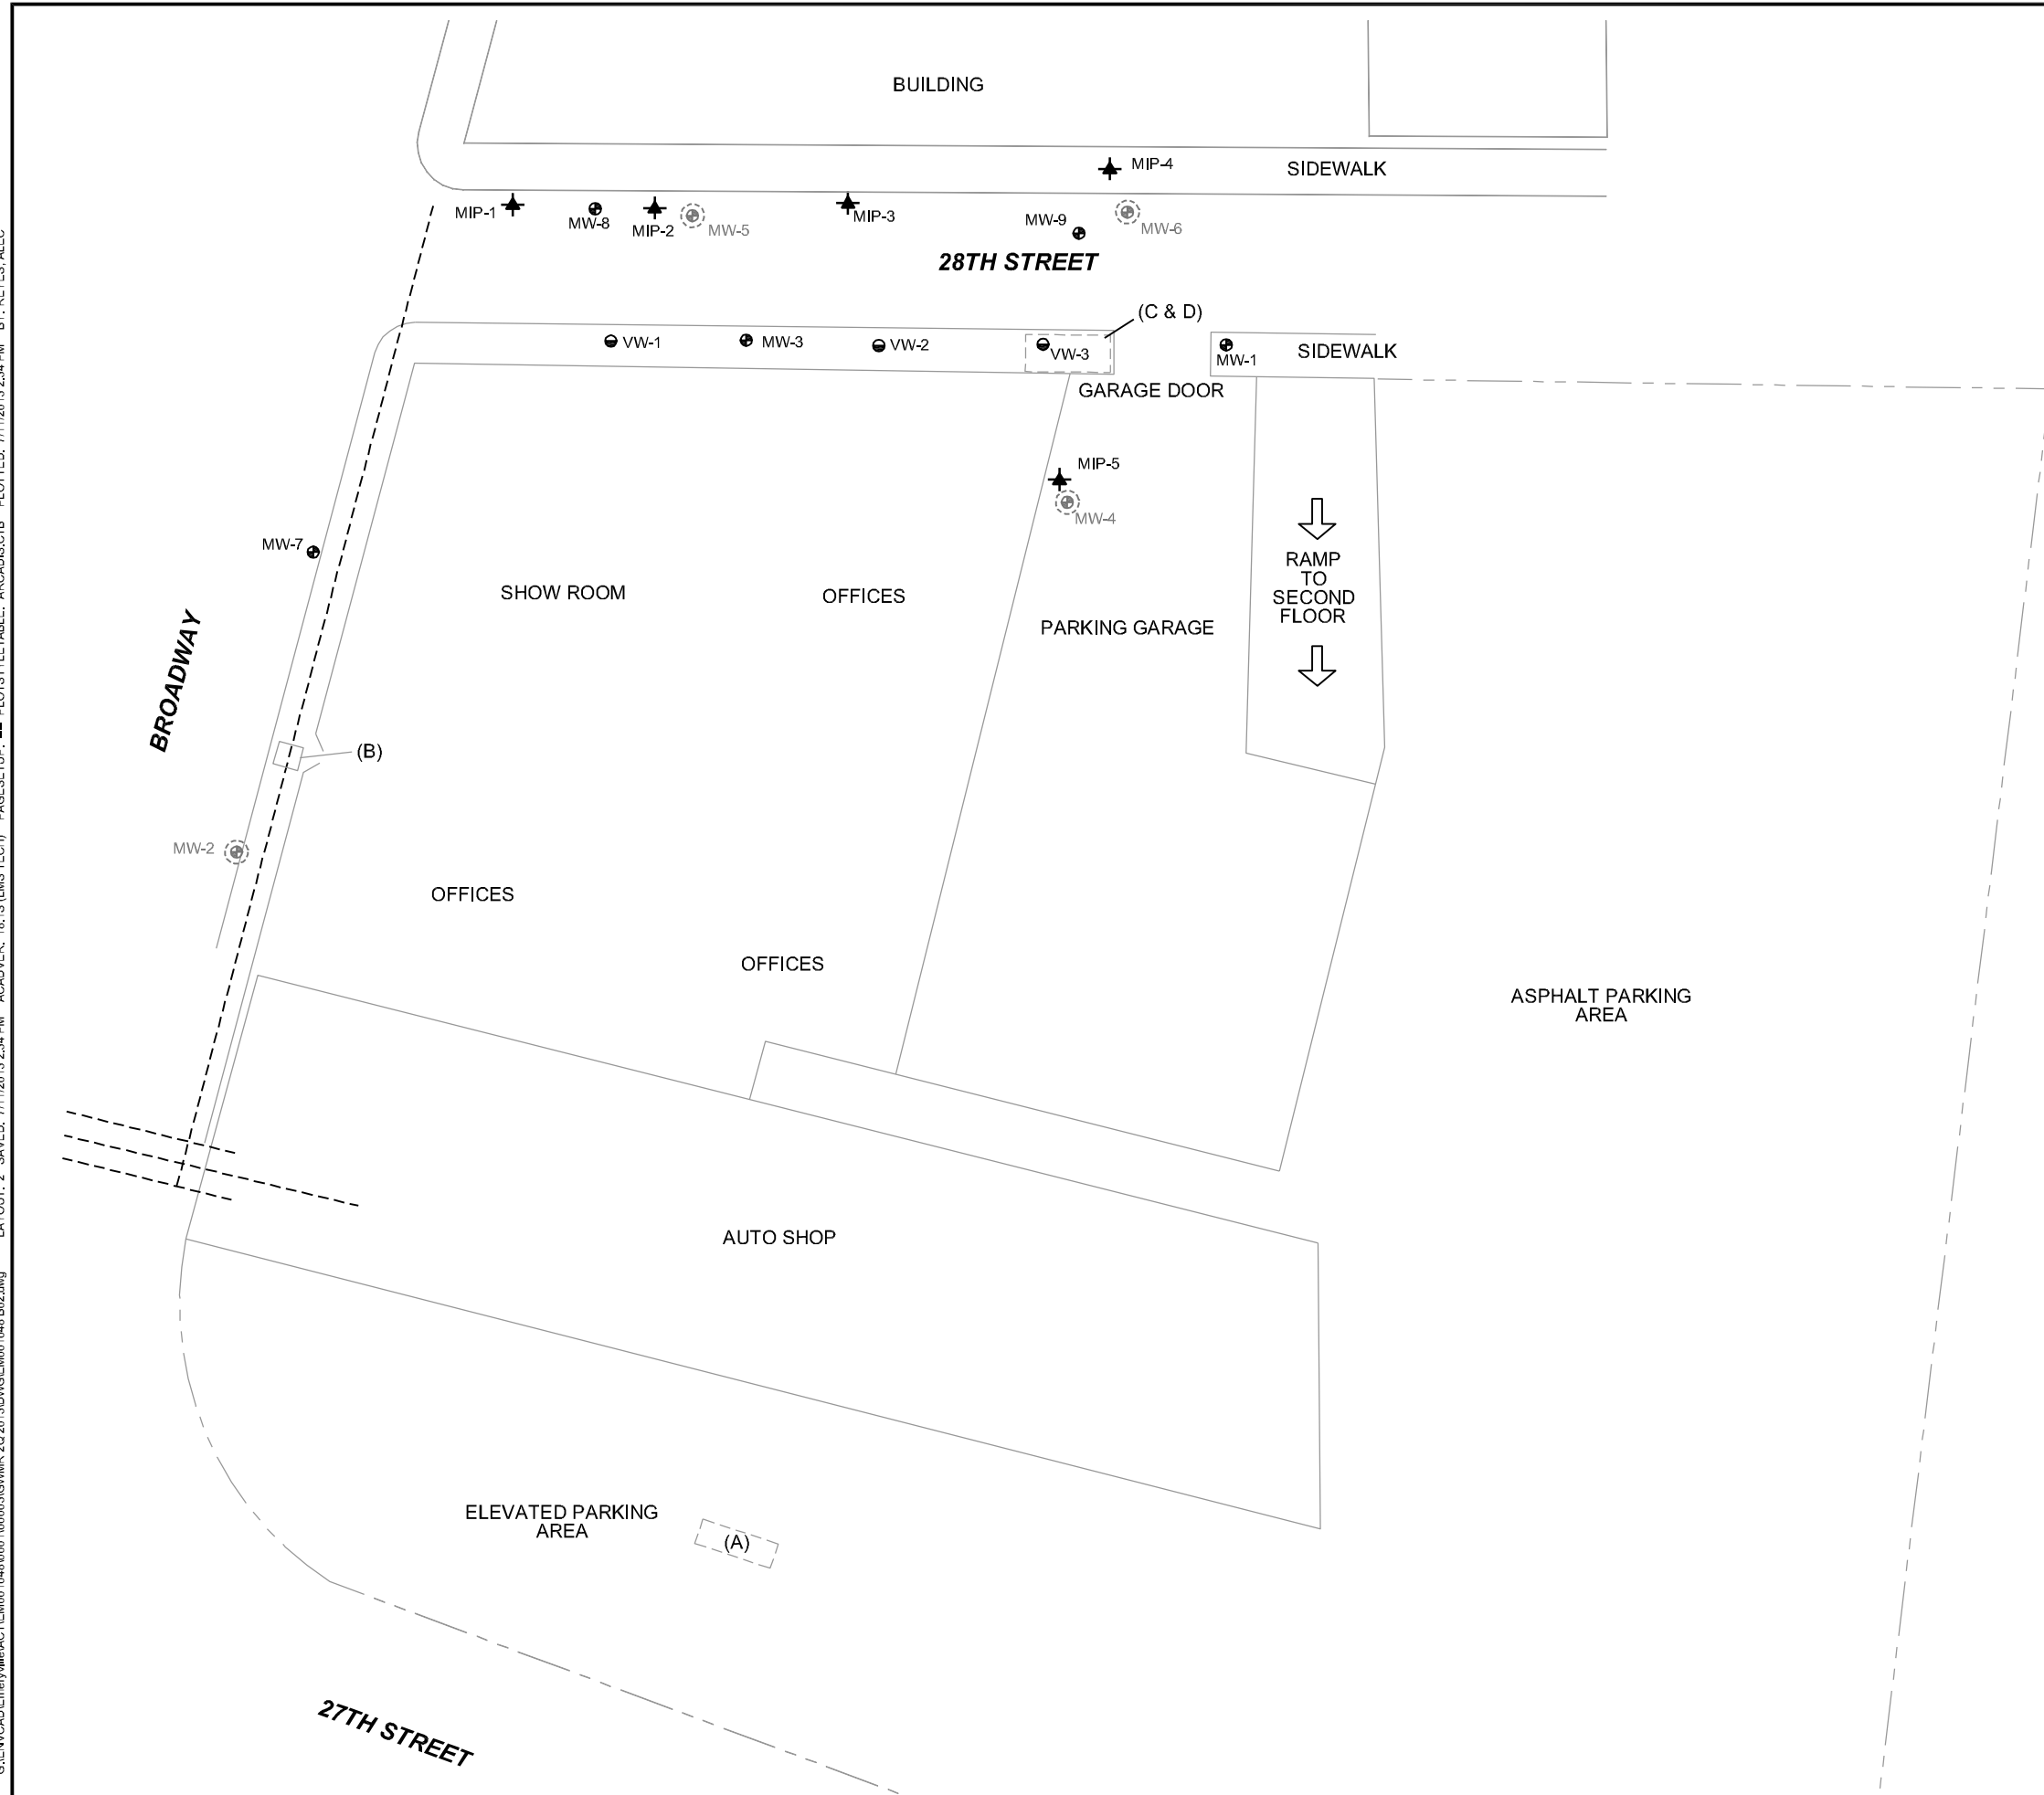 BUILDING
MIP-4
SIDEWALK
MIP-1
MW-8
MIP-2
MW-5
MIP-3
MW-9
MW-6
28TH STREET
(C & D)
VW-1
MW-3
VW-2
VW-3
MW-1
SIDEWALK
GARAGE DOOR
MIP-5
MW-4
MW-7
SHOW ROOM
OFFICES
RAMP
TO
SECOND
FLOOR
PARKING GARAGE
BROADWAY
(B)
MW-2
OFFICES
OFFICES
ASPHALT PARKING
AREA
AUTO SHOP
ELEVATED PARKING
AREA
(A)
27TH STREET